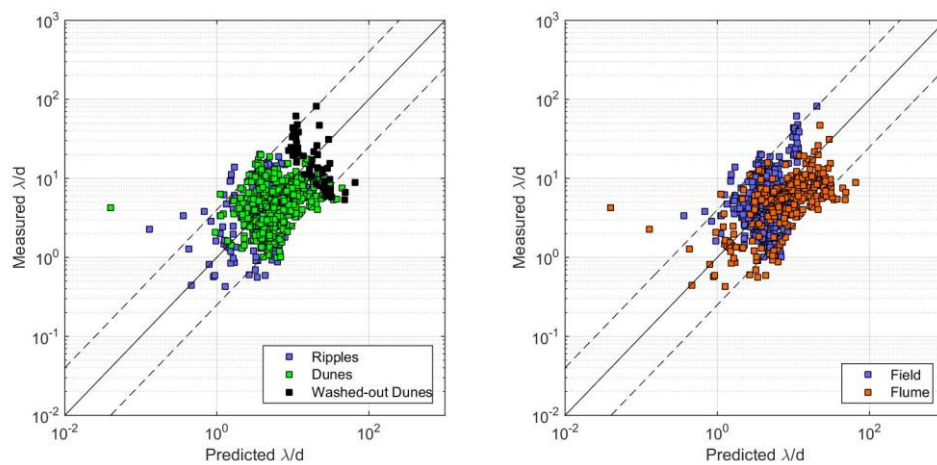 10^3
10^2
10^1
10^0
10^-1
10^-2
Measured λ/d
10^-2
10^0
10^2
Predicted λ/d
Ripples
Dunes
Washed-out Dunes
10^3
10^2
10^1
10^0
10^-1
10^-2
Measured λ/d
10^-2
10^0
10^2
Predicted λ/d
Field
Flume